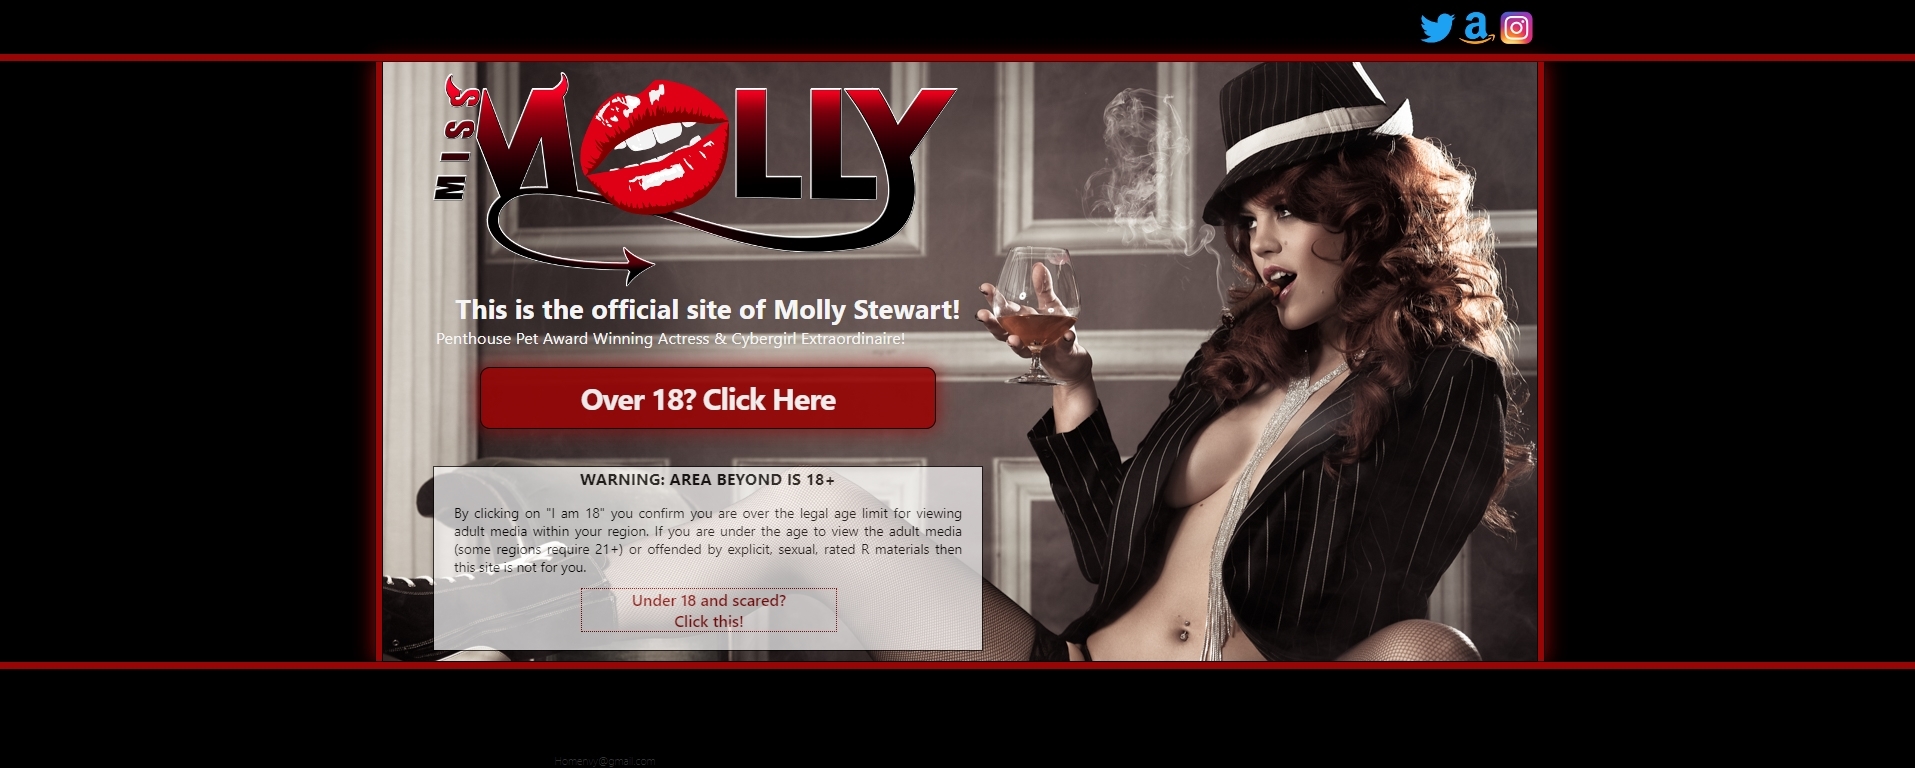 MISS MOLLY
This is the official site of Molly Stewart!
Penthouse Pet Award Winning Actress & Cybergirl Extraordinaire!
Over 18? Click Here
WARNING: AREA BEYOND IS 18+
By clicking on "I am 18" you confirm you are over the legal age limit for viewing
adult media within your region. If you are under the age to view the adult media
(some regions require 21+) or offended by explicit, sexual, rated R materials then
this site is not for you.
Under 18 and scared?
Click this!
Homenvy@gmail.com